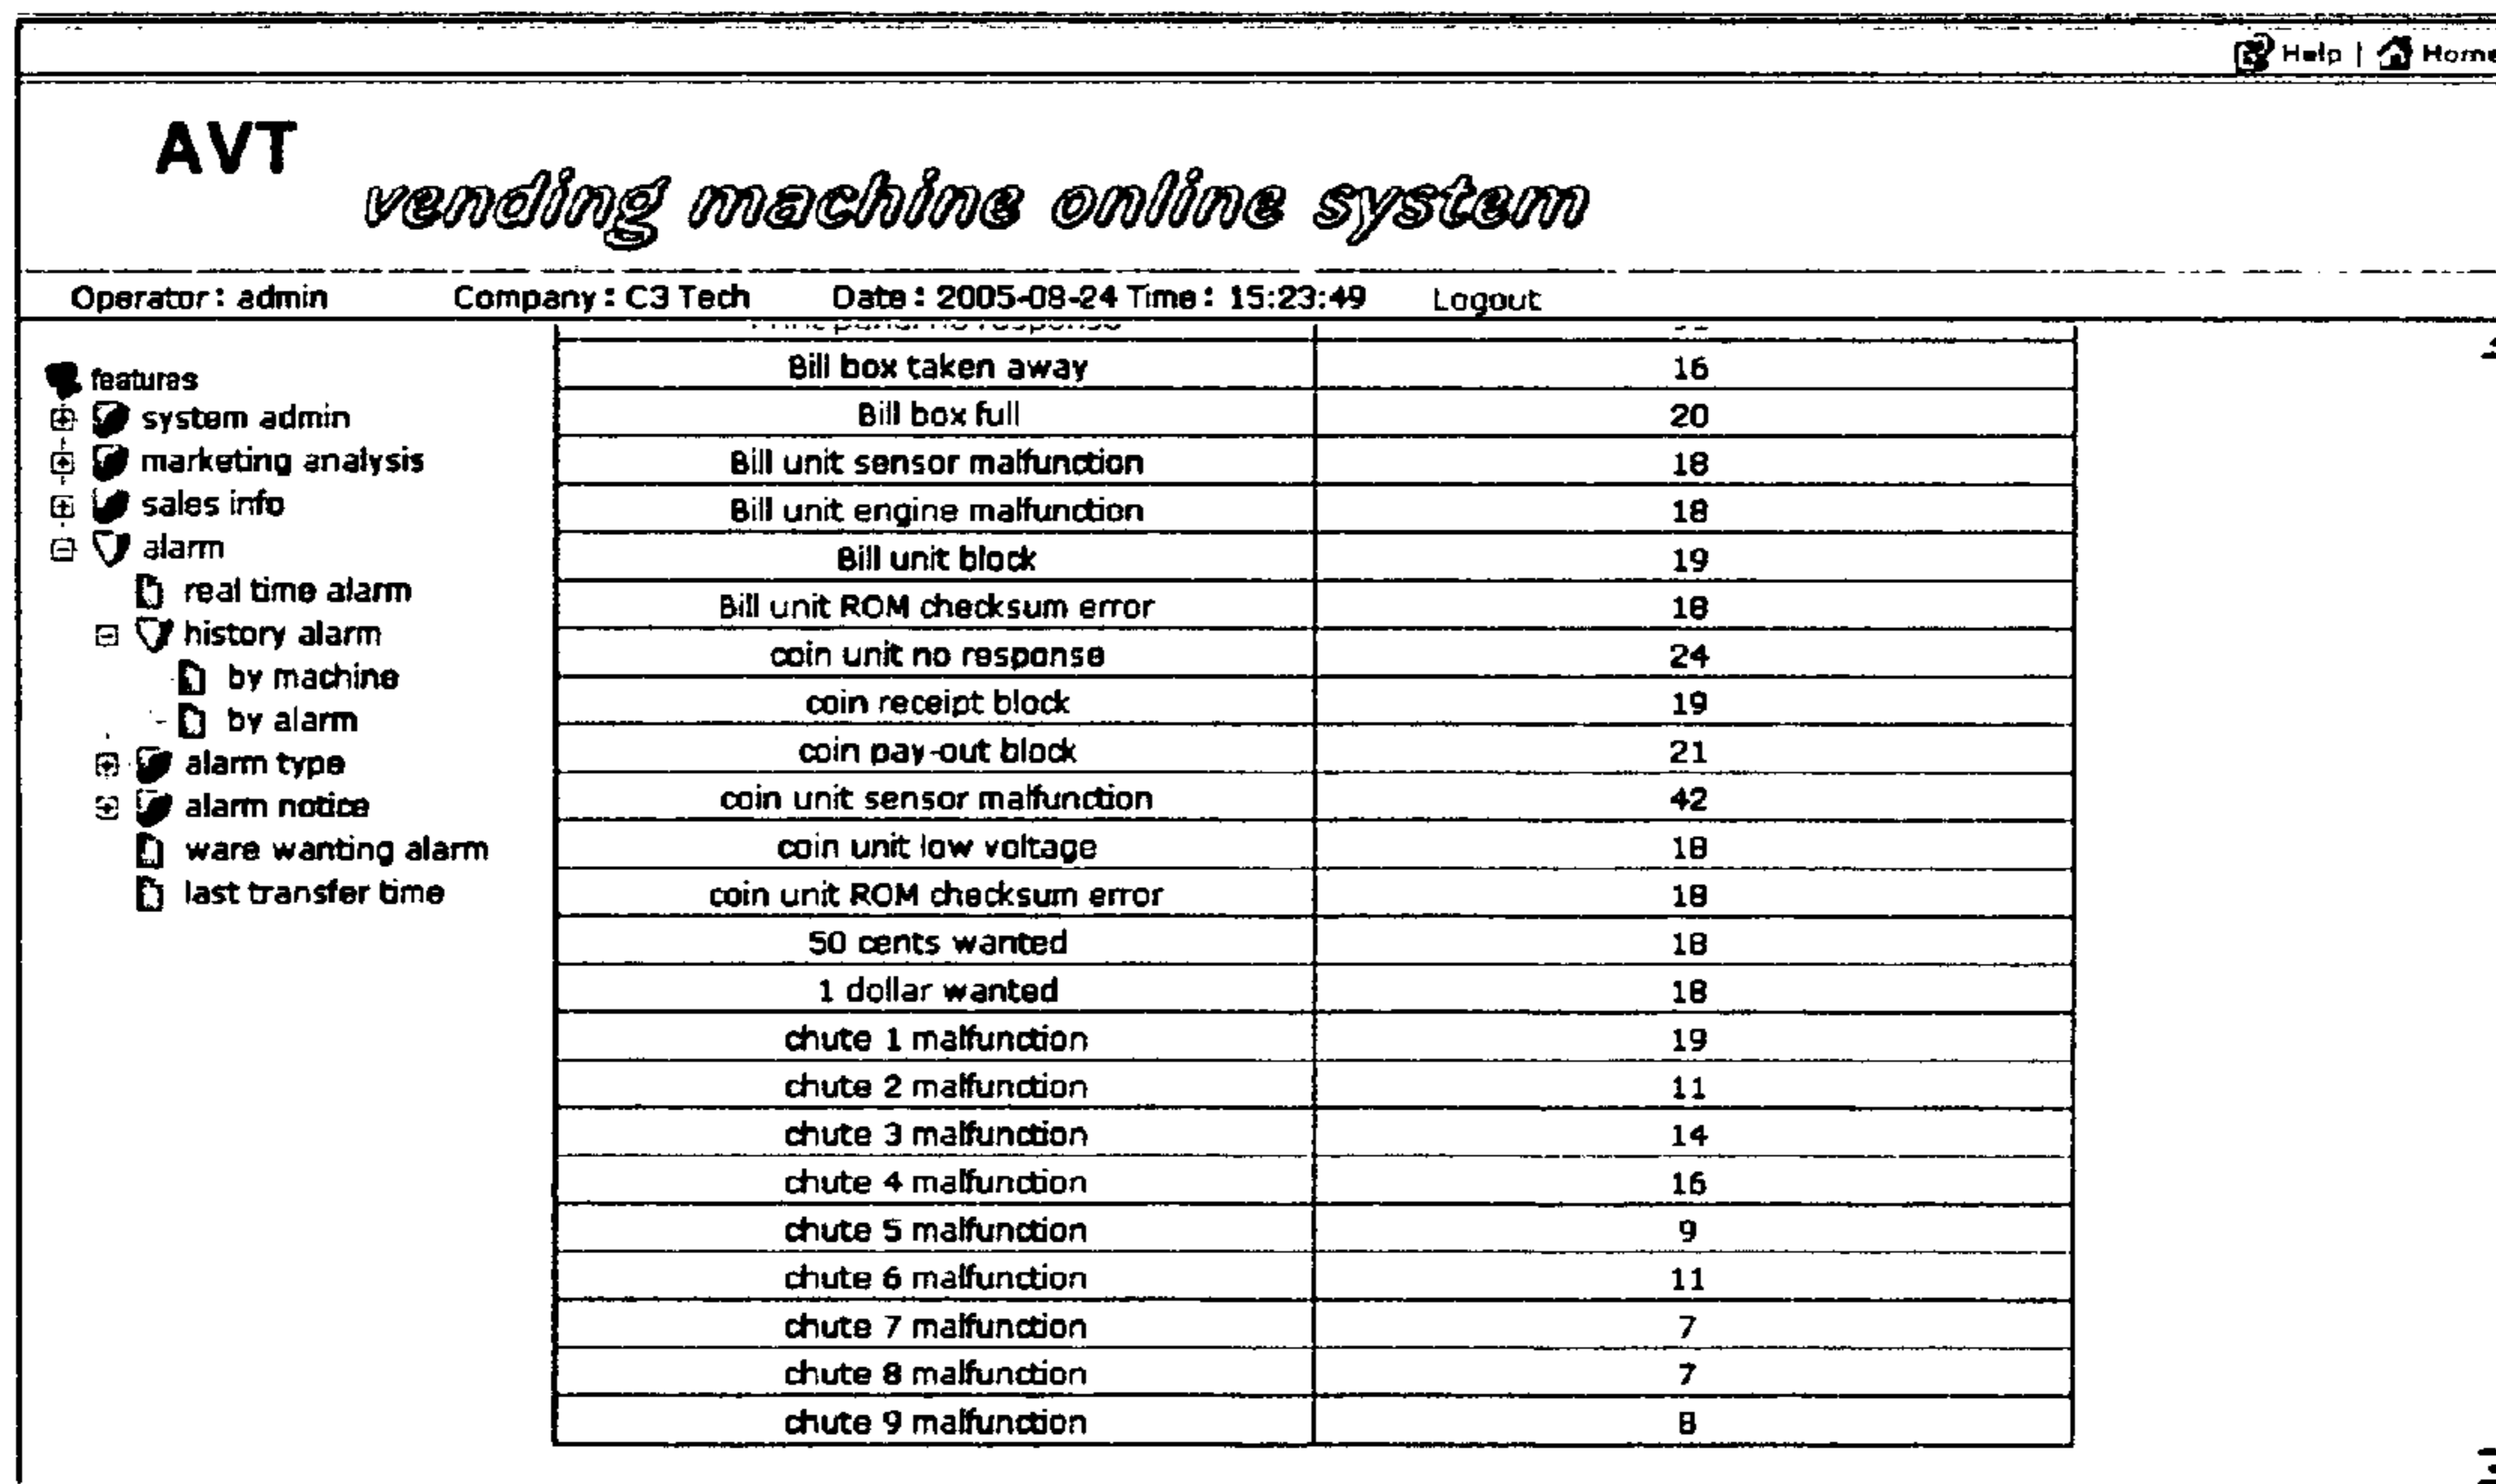 Help | Home
AVT
vending machine online system
Operator: admin Company: C3 Tech Date: 2005-08-24 Time: 15:23:49 Logout
features
system admin
marketing analysis
sales info
alarm
real time alarm
history alarm
by machine
by alarm
alarm type
alarm notice
ware wanting alarm
last transfer time
Bill box taken away 16
Bill box full 20
Bill unit sensor malfunction 18
Bill unit engine malfunction 18
Bill unit block 19
Bill unit ROM checksum error 18
coin unit no response 24
coin receipt block 19
coin pay-out block 21
coin unit sensor malfunction 42
coin unit low voltage 18
coin unit ROM checksum error 18
50 cents wanted 18
1 dollar wanted 18
chute 1 malfunction 19
chute 2 malfunction 11
chute 3 malfunction 14
chute 4 malfunction 16
chute 5 malfunction 9
chute 6 malfunction 11
chute 7 malfunction 7
chute 8 malfunction 7
chute 9 malfunction 8